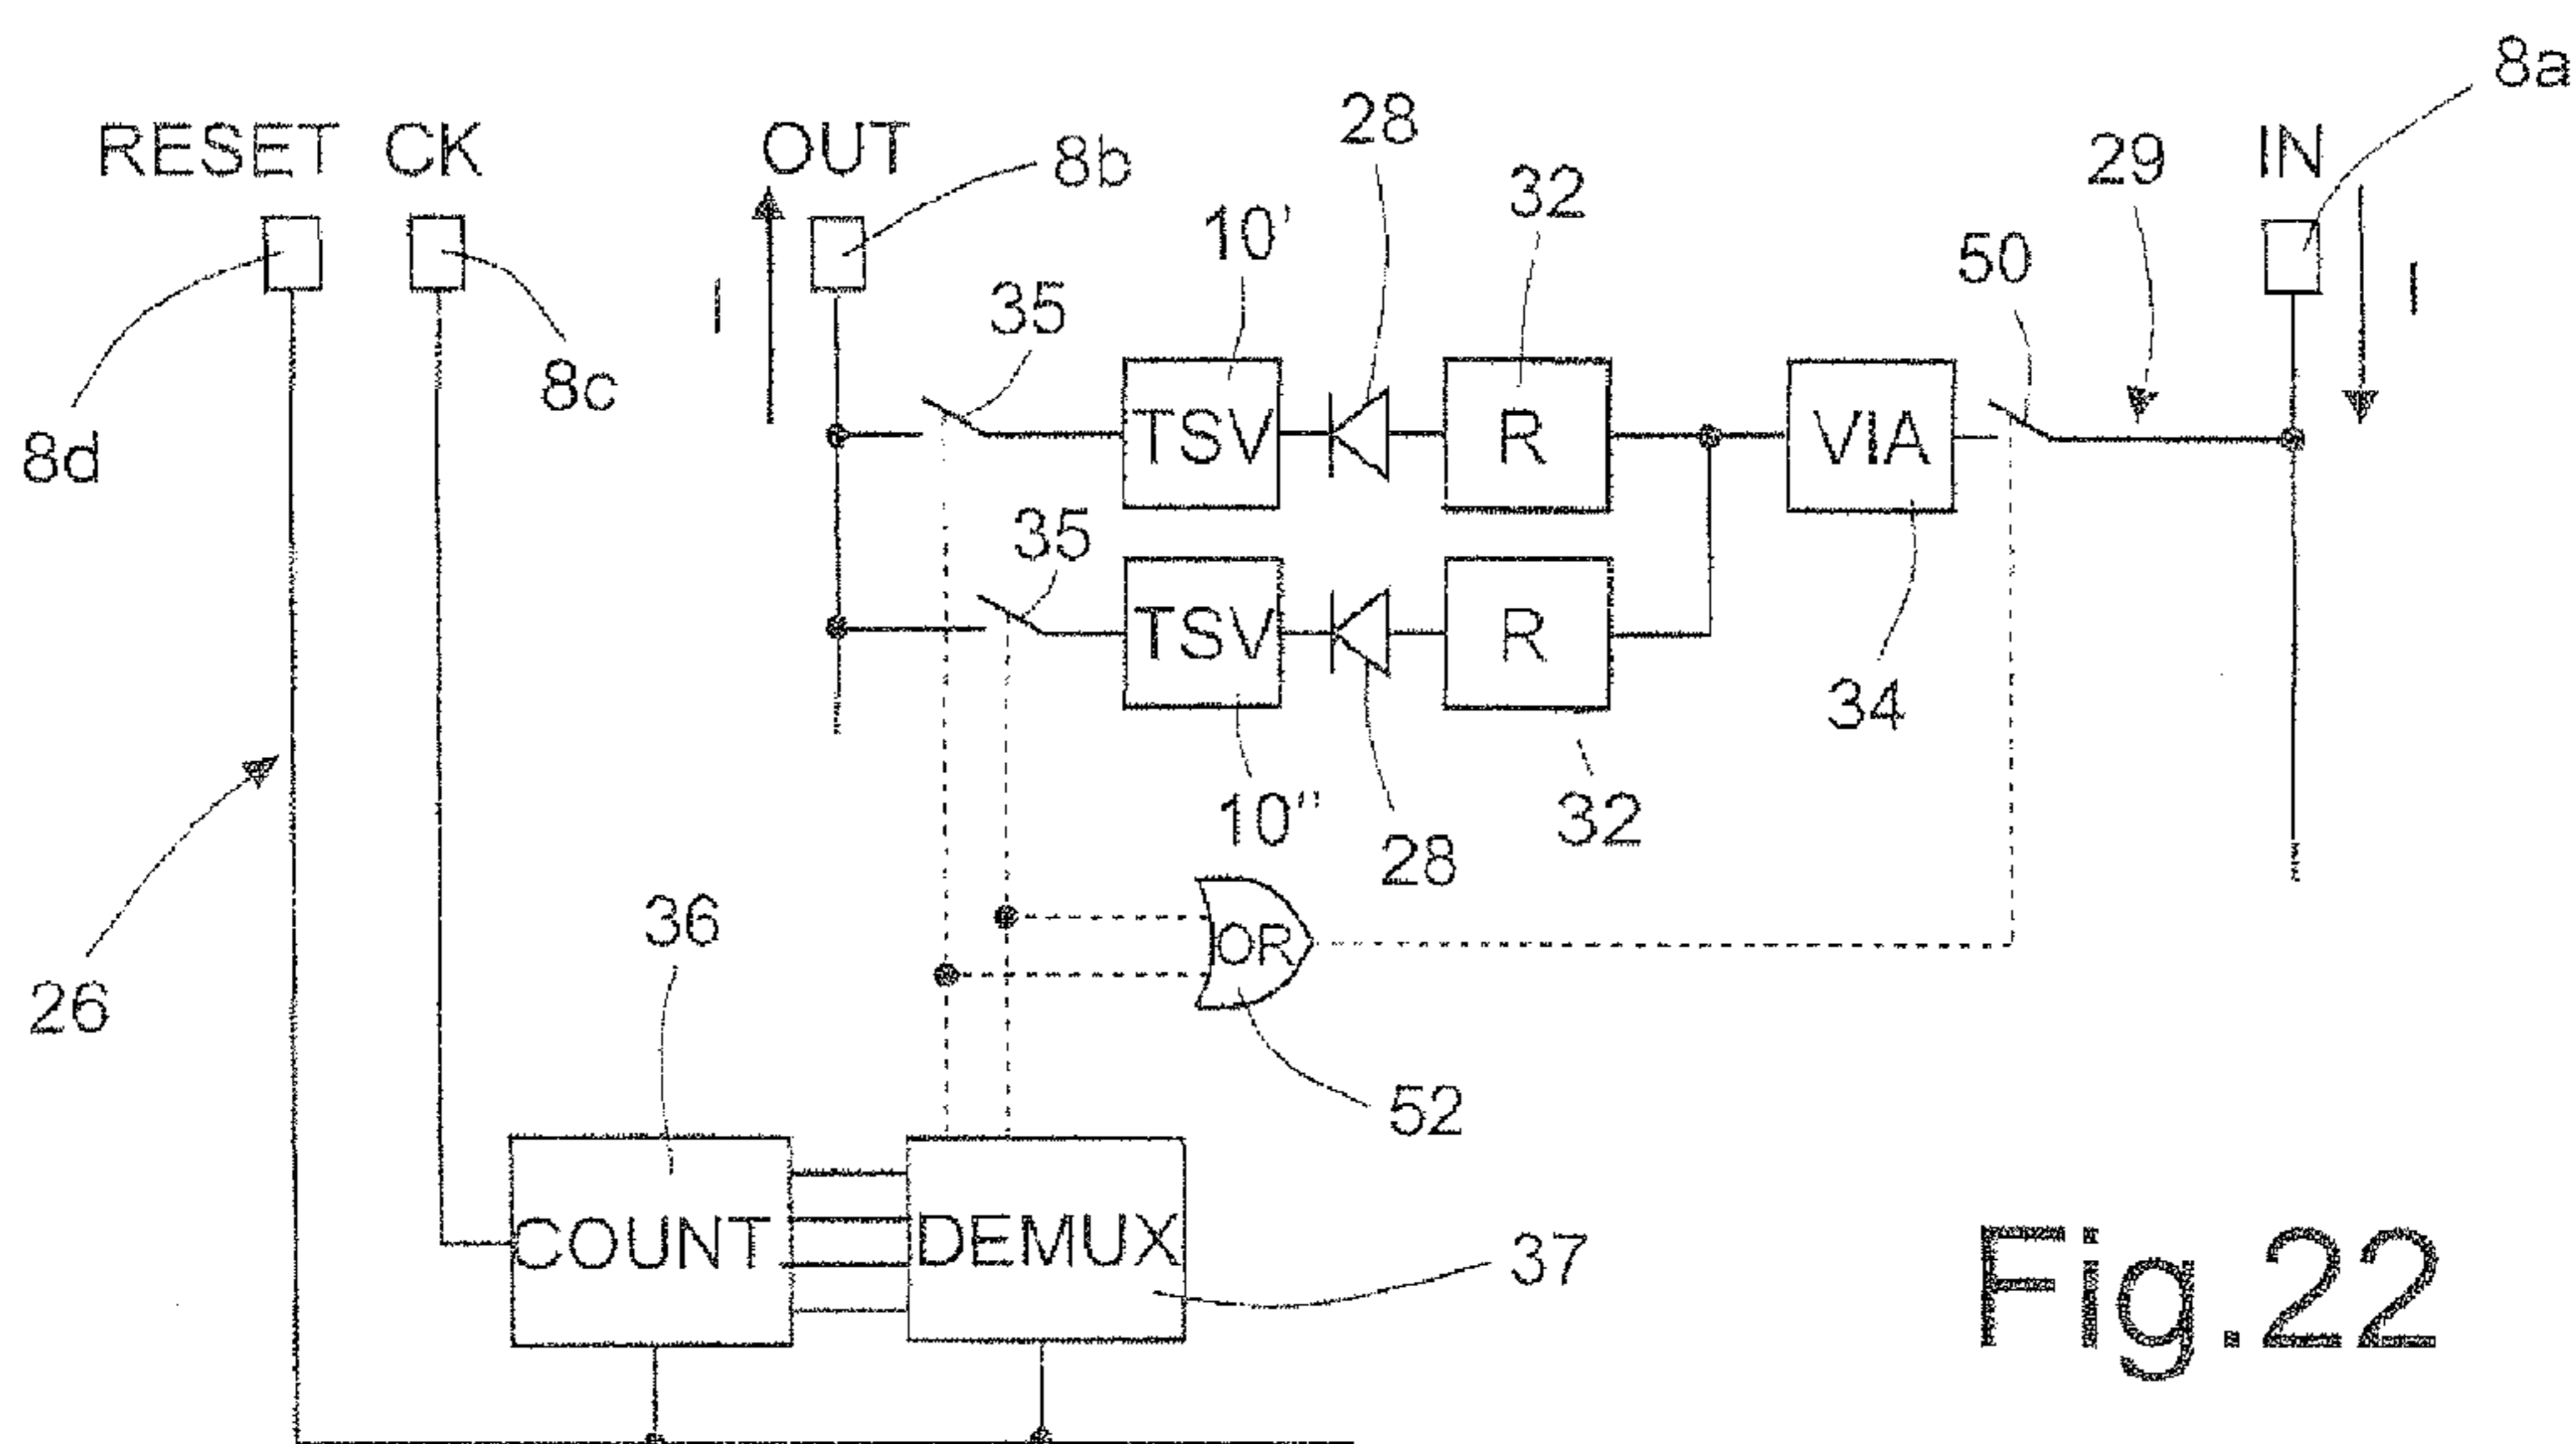 8a
RESET CK OUT 28 29 IN
8b
32
10'
50
35 I I
8c
8d TSV R VIA
35
TSV R
34
10" 32
28
36
OR
26
52
COUNT DEMUX 37
Fig.22